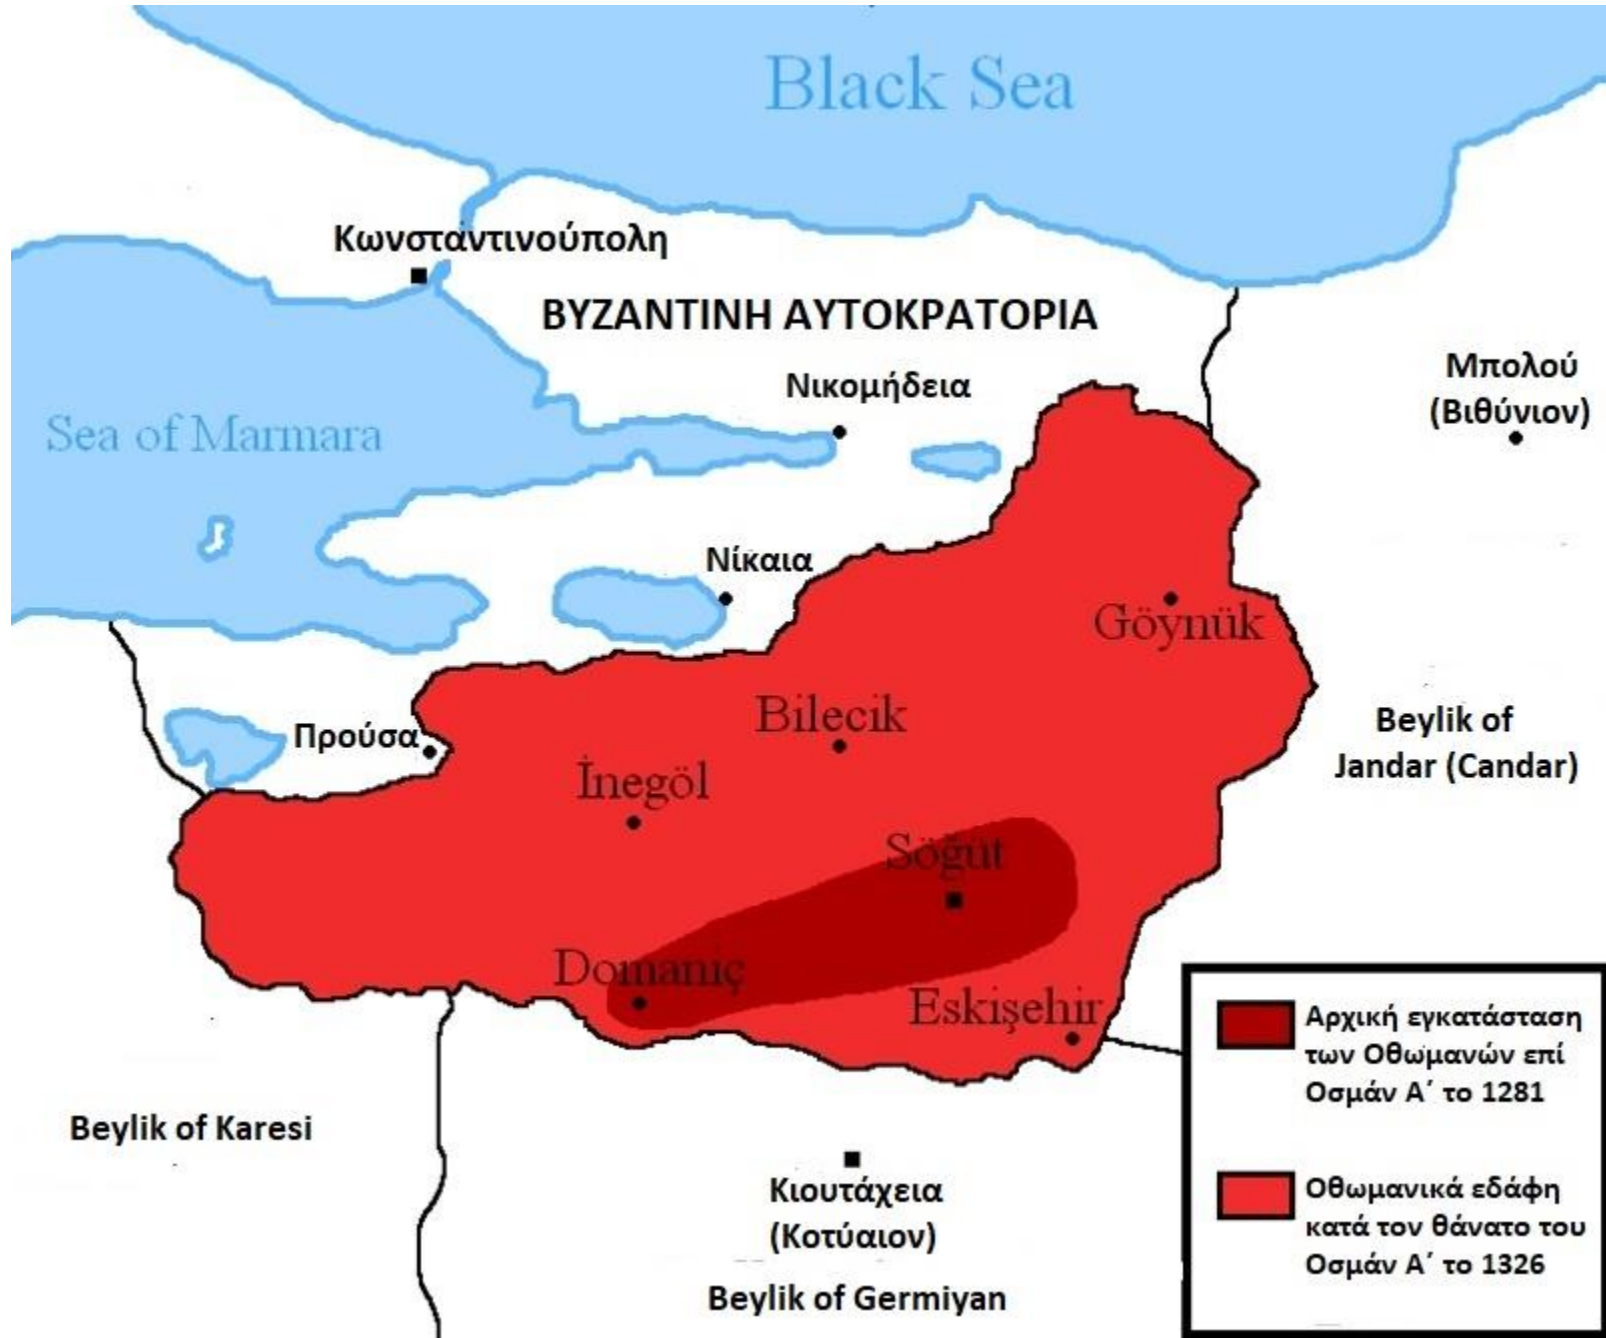 Black Sea
Κωνσταντινούπολη
ΒΥΖΑΝΤΙΝΗ ΑΥΤΟΚΡΑΤΟΡΙΑ
Μπολού
(Βιθύνιον)
Νικομήδεια
Sea of Marmara
Νίκαια
Göynük
Bilecik
Προύσα
Beylik of
Jandar (Candar)
İnegöl
Söğüt
Domaniç
Eskişehir
Αρχική εγκατάσταση
των Οθωμανών επί
Οσμάν Α΄ το 1281
Beylik of Karesi
Κιουτάχεια
(Κοτύαιον)
Οθωμανικά εδάφη
κατά τον θάνατο του
Οσμάν Α΄ το 1326
Beylik of Germiyan